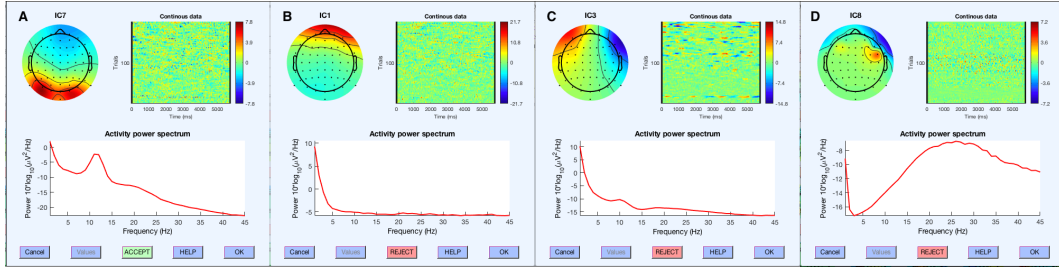 A
IC7
Continous data
7.8
3.9
0
-3.9
-7.8
Trials
100
0 1000 2000 3000 4000 5000
Time (ms)
Activity power spectrum
Power 10*log10(μV2/Hz)
0
-5
-10
-15
-20
5 10 15 20 25 30 35 40 45
Frequency (Hz)
Cancel Values ACCEPT HELP OK
B
IC1
Continous data
21.7
10.8
0
-10.8
-21.7
Trials
100
0 1000 2000 3000 4000 5000
Time (ms)
Activity power spectrum
Power 10*log10(μV2/Hz)
10
5
0
-5
5 10 15 20 25 30 35 40 45
Frequency (Hz)
Cancel Values REJECT HELP OK
C
IC3
Continous data
14.8
7.4
0
-7.4
-14.8
Trials
100
0 1000 2000 3000 4000 5000
Time (ms)
Activity power spectrum
Power 10*log10(μV2/Hz)
10
5
0
-5
-10
-15
5 10 15 20 25 30 35 40 45
Frequency (Hz)
Cancel Values REJECT HELP OK
D
IC8
Continous data
7.2
3.6
0
-3.6
-7.2
Trials
100
0 1000 2000 3000 4000 5000
Time (ms)
Activity power spectrum
Power 10*log10(μV2/Hz)
-8
-10
-12
-14
-16
5 10 15 20 25 30 35 40 45
Frequency (Hz)
Cancel Values REJECT HELP OK